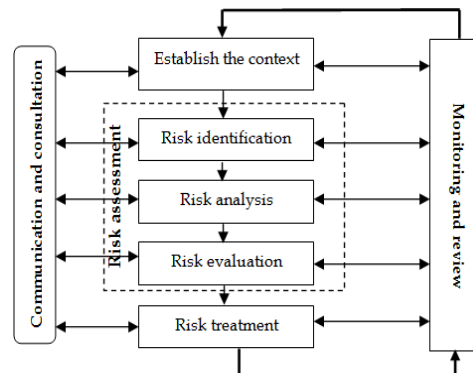 Establish the context
Communication and consultation
Risk assessment
Risk identification
Risk analysis
Risk evaluation
Risk treatment
Monitoring and review